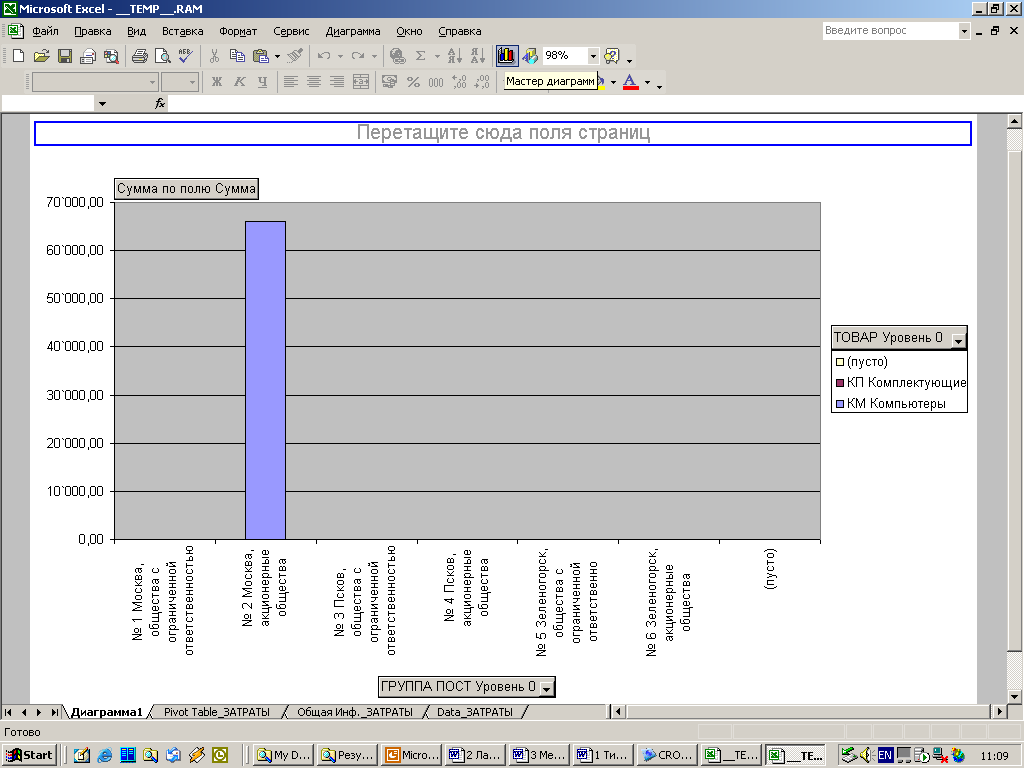 Microsoft Excel - __TEMP__.RAM
Файл Правка Вид Вставка Формат Сервис Диаграмма Окно Справка
Введите вопрос
98%
Ж К Ч % 000
Мастер диаграмм
fx
Перетащите сюда поля страниц
Сумма по полю Сумма
70`000,00
60`000,00
50`000,00
40`000,00
30`000,00
20`000,00
10`000,00
0,00
ТОВАР Уровень 0
(пусто)
КП Комплектующие
КМ Компьютеры
№ 1 Москва,
общества с
ограниченной
ответственностью
№ 2 Москва,
акционерные
общества
№ 3 Псков,
общества с
ограниченной
ответственностью
№ 4 Псков,
акционерные
общества
№ 5 Зеленогорск,
общества с
ограниченной
ответственно
№ 6 Зеленогорск,
акционерные
общества
(пусто)
ГРУППА ПОСТ Уровень 0
Диаграмма1 Pivot Table_ЗАТРАТЫ Общая Инф._ЗАТРАТЫ Data_ЗАТРАТЫ
Готово
Start My D... Резу... Micro... 2 Ла... 3 Ме... 1 Ти... CRO... __TE... __TE... EN 11:09